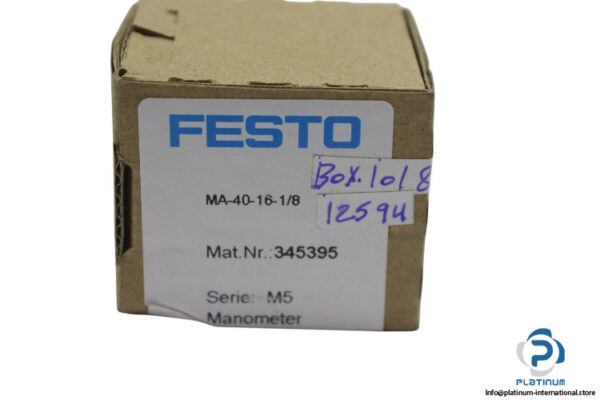 FESTO
MA-40-16-1/8
Box.1018
12594
Mat.Nr.:345395
Serie: M5
Manometer
PLATINUM
Info@platinum-international.store